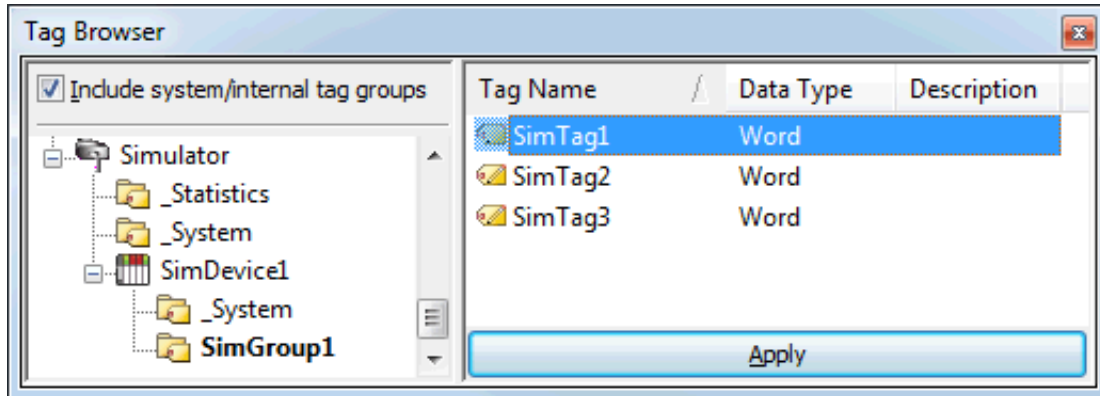 Tag Browser
Include system/internal tag groups
Simulator
_Statistics
_System
SimDevice1
_System
SimGroup1
Tag Name Data Type Description
SimTag1 Word
SimTag2 Word
SimTag3 Word
Apply